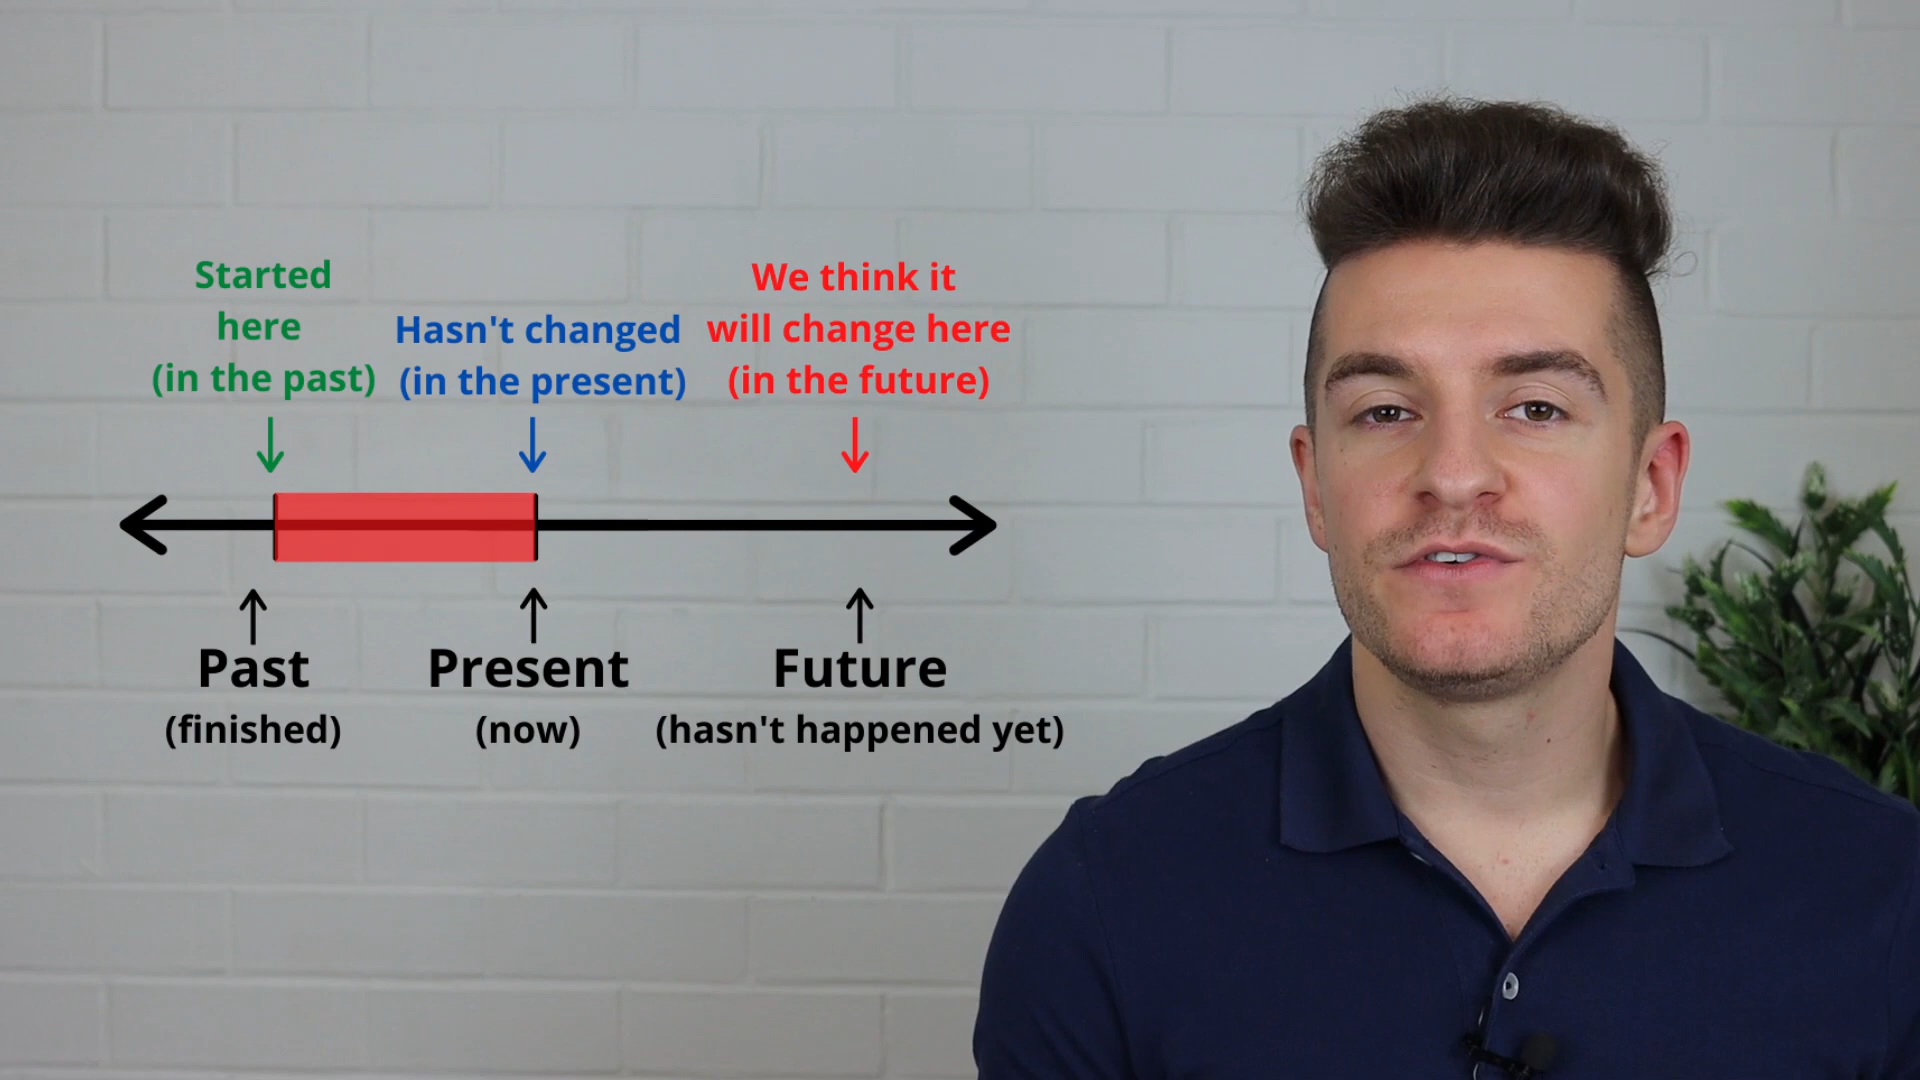 Started
here
(in the past)
Hasn't changed
(in the present)
We think it
will change here
(in the future)
Past
(finished)
Present
(now)
Future
(hasn't happened yet)